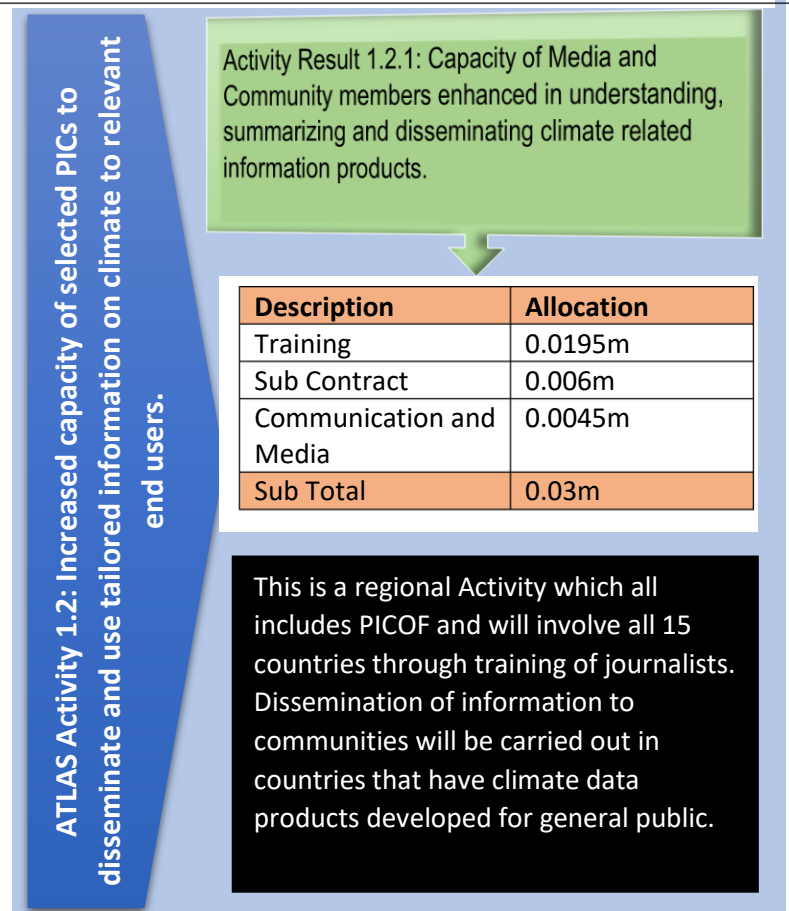 ATLAS Activity 1.2: Increased capacity of selected PICs to
disseminate and use tailored information on climate to relevant
end users.
Activity Result 1.2.1: Capacity of Media and
Community members enhanced in understanding,
summarizing and disseminating climate related
information products.
Description Allocation
Training 0.0195m
Sub Contract 0.006m
Communication and 0.0045m
Media
Sub Total 0.03m
This is a regional Activity which all
includes PICOF and will involve all 15
countries through training of journalists.
Dissemination of information to
communities will be carried out in
countries that have climate data
products developed for general public.